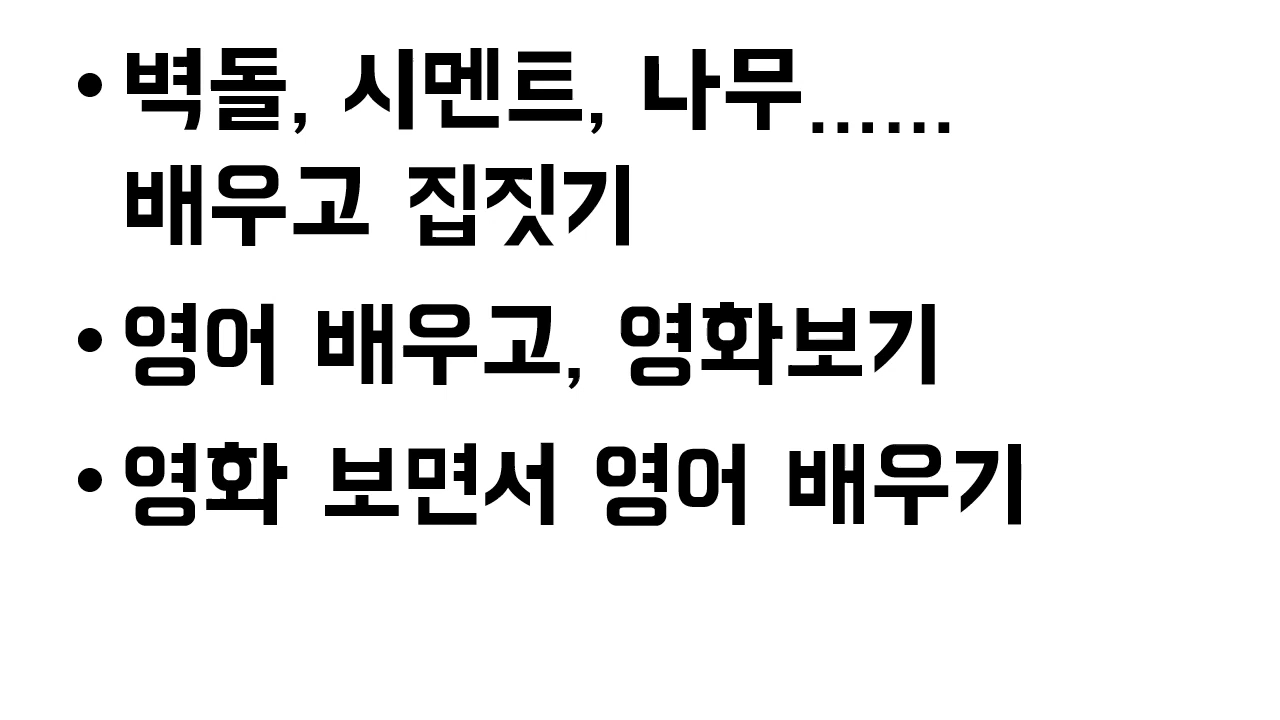 • 벽돌, 시멘트, 나무......
배우고 집짓기
• 영어 배우고, 영화보기
• 영화 보면서 영어 배우기